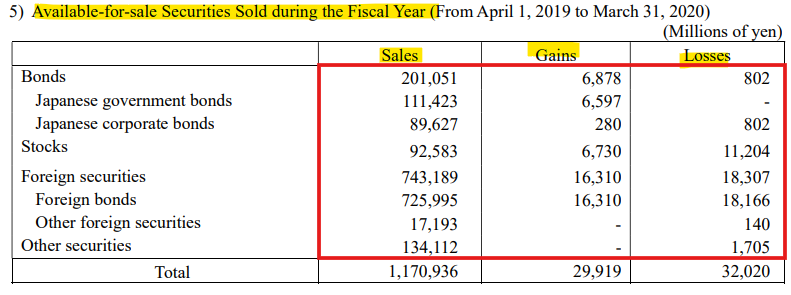 5) Available-for-sale Securities Sold during the Fiscal Year (From April 1, 2019 to March 31, 2020)
(Millions of yen)
Sales Gains Losses
Bonds 201,051 6,878 802
Japanese government bonds 111,423 6,597 -
Japanese corporate bonds 89,627 280 802
Stocks 92,583 6,730 11,204
Foreign securities 743,189 16,310 18,307
Foreign bonds 725,995 16,310 18,166
Other foreign securities 17,193 - 140
Other securities 134,112 - 1,705
Total 1,170,936 29,919 32,020